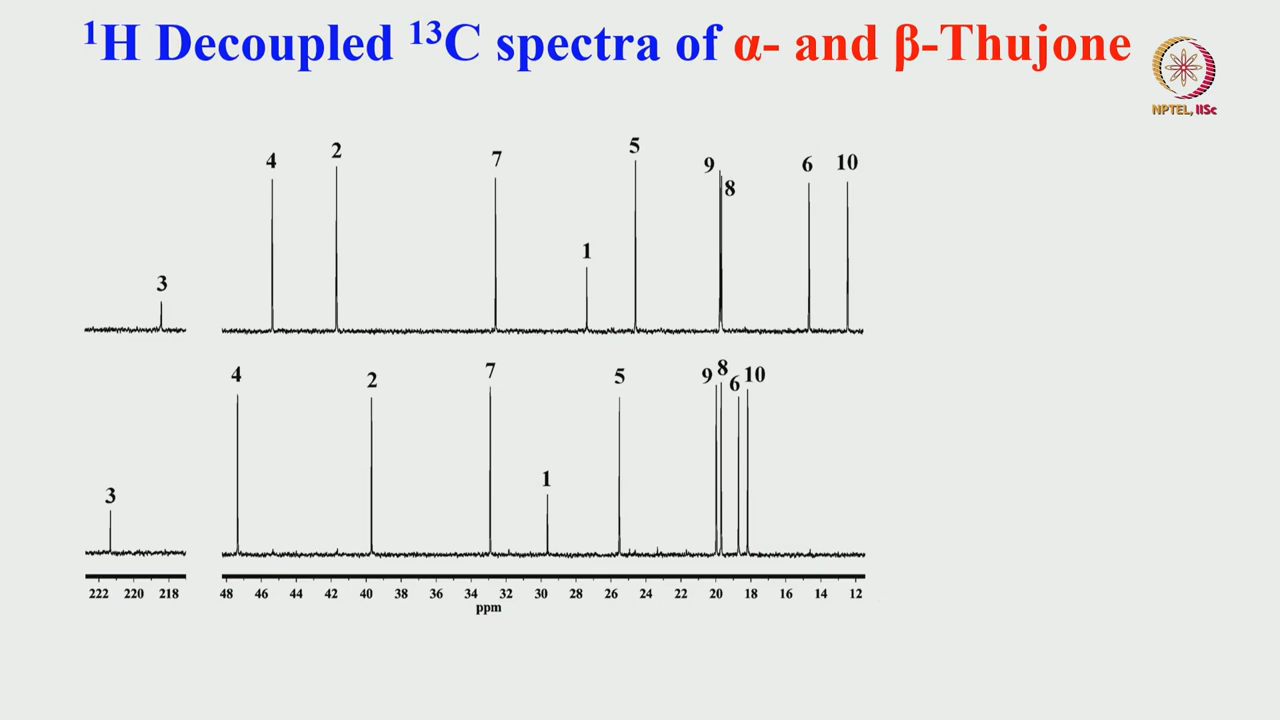 ¹H Decoupled ¹³C spectra of α- and β-Thujone
NPTEL, IISc
4 2 7 1 5 9 8 6 10
3
4 2 7 1 5 9 8 6 10
3
222 220 218 48 46 44 42 40 38 36 34 32 30 28 26 24 22 20 18 16 14 12
ppm